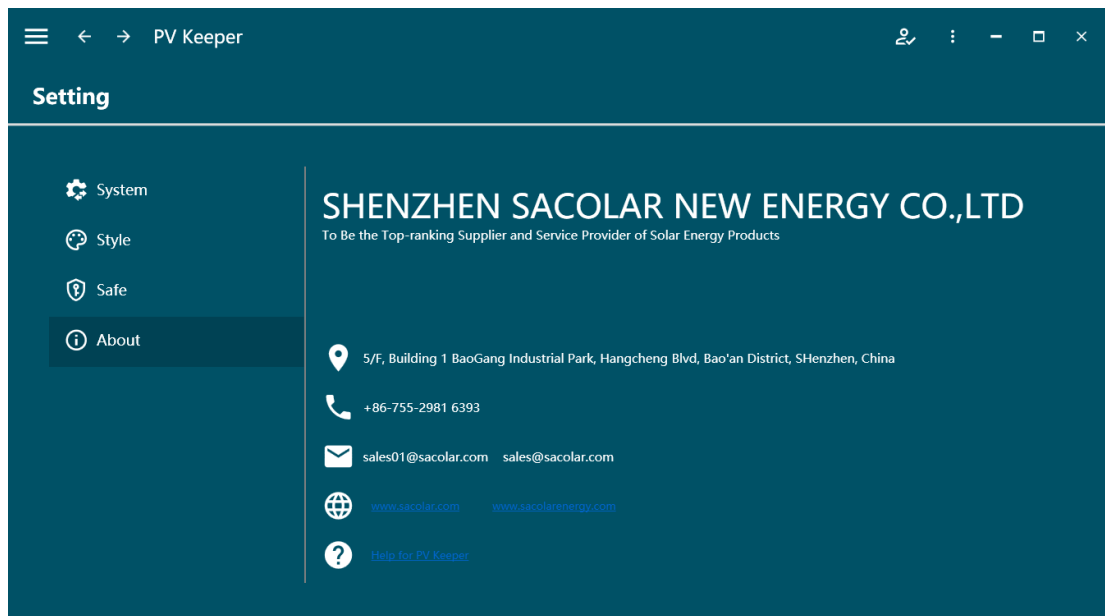 PV Keeper
Setting
System
Style
Safe
About
SHENZHEN SACOLAR NEW ENERGY CO.,LTD
To Be the Top-ranking Supplier and Service Provider of Solar Energy Products
5/F, Building 1 BaoGang Industrial Park, Hangcheng Blvd, Bao'an District, SHenzhen, China
+86-755-2981 6393
sales01@sacolar.com sales@sacolar.com
www.sacolar.com www.sacolarenergy.com
Help for PV Keeper